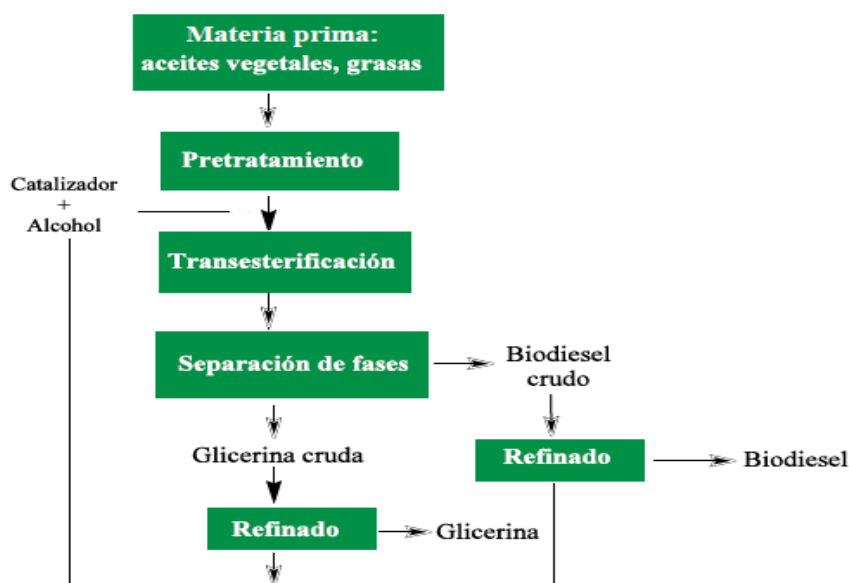 Materia prima:
aceites vegetales, grasas
Pretratamiento
Catalizador
+
Alcohol
Transesterificación
Separación de fases
Biodiesel
crudo
Glicerina cruda
Refinado
Biodiesel
Refinado
Glicerina